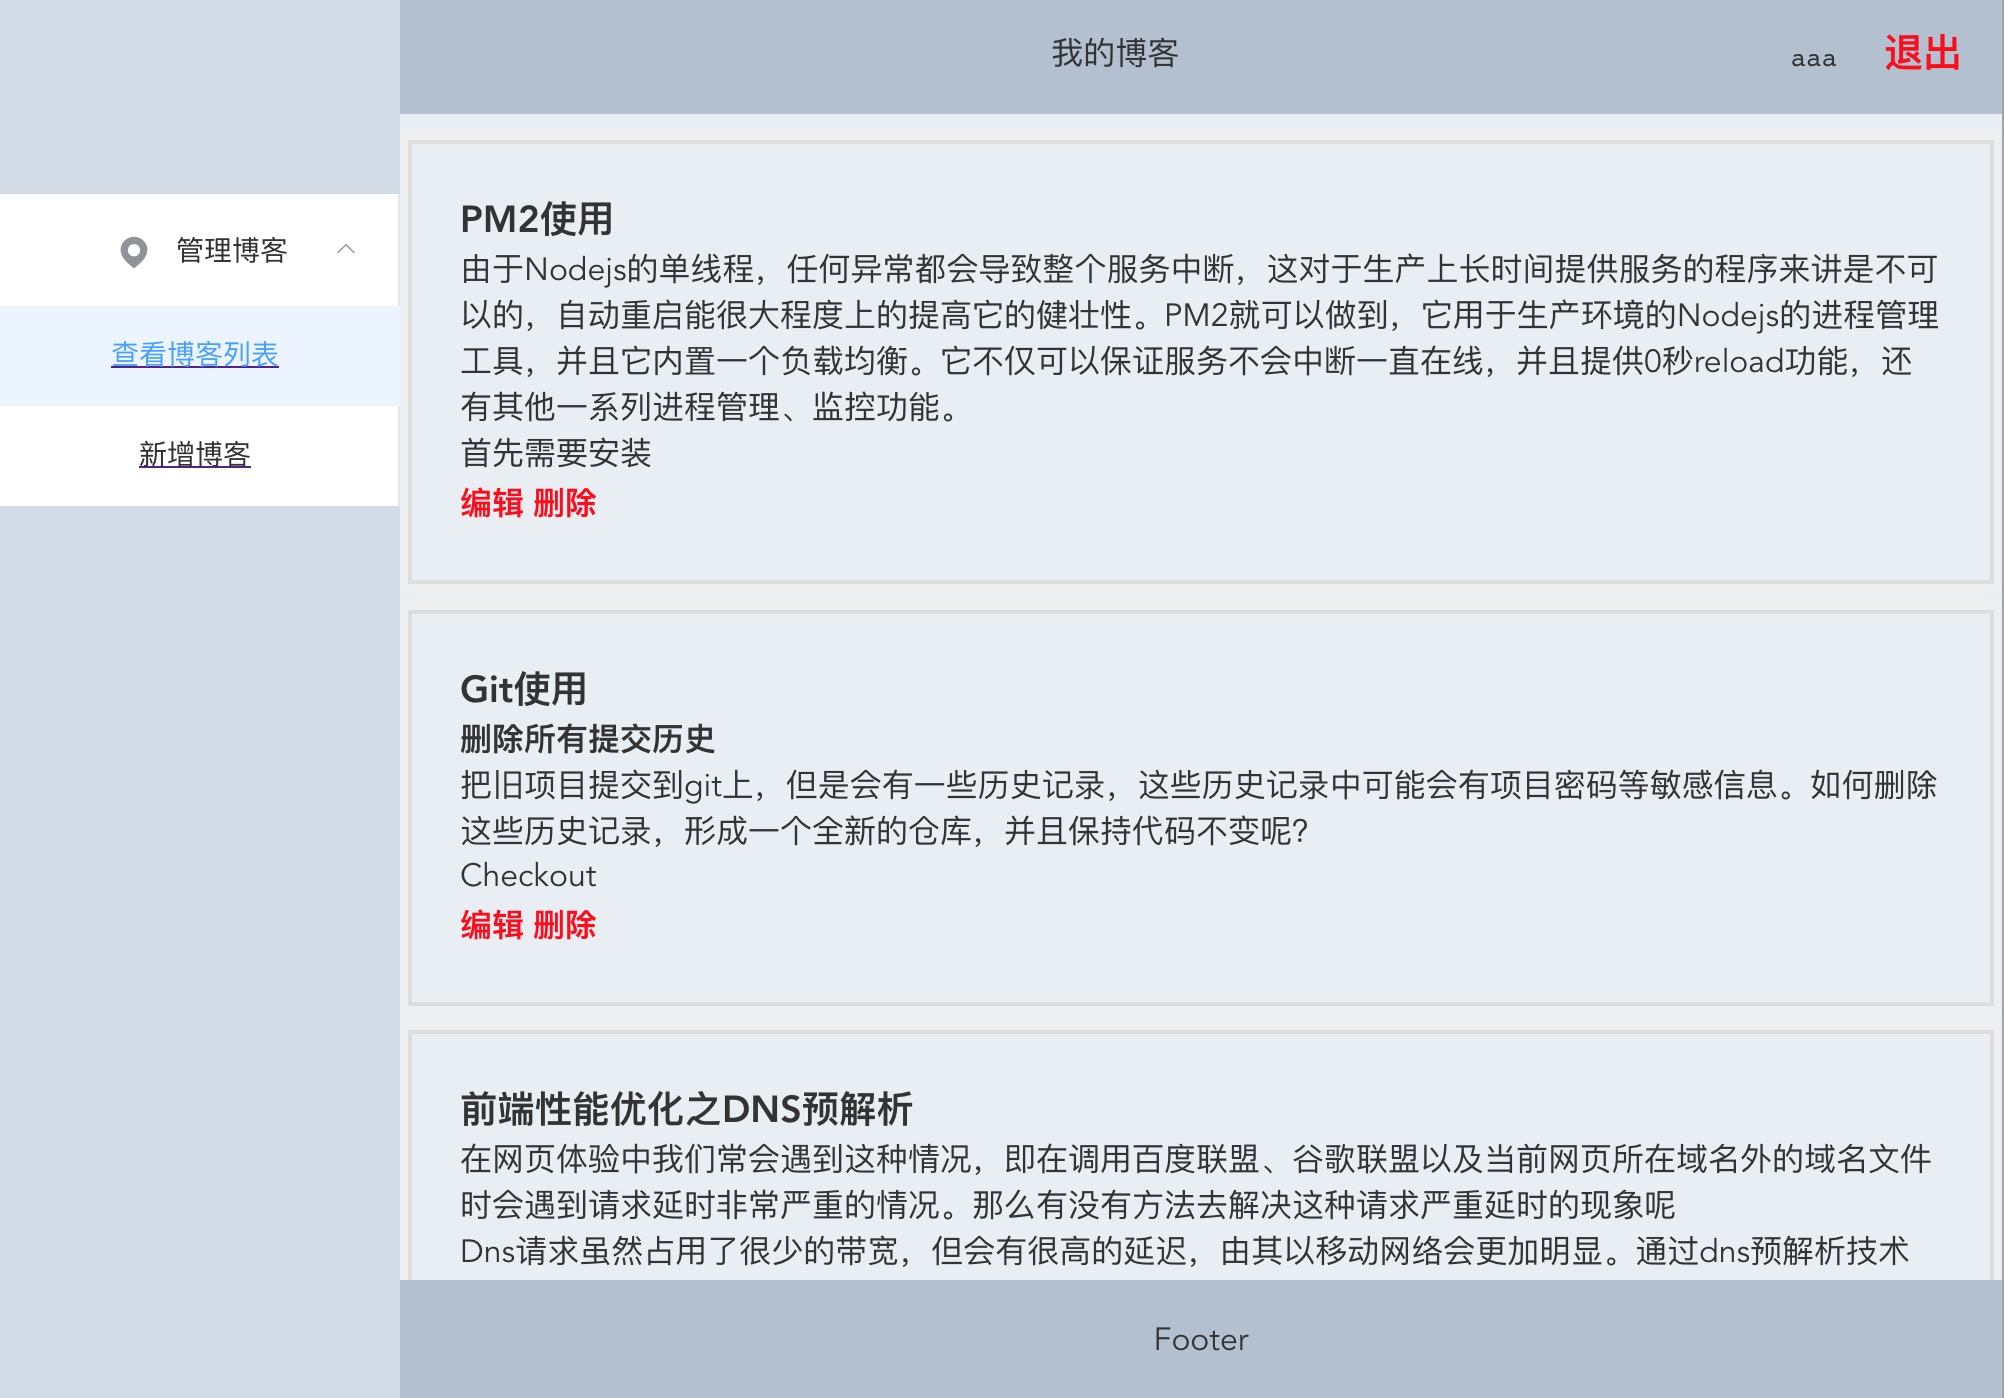 我的博客
aaa
退出
管理博客
查看博客列表
新增博客
PM2使用
由于Nodejs的单线程，任何异常都会导致整个服务中断，这对于生产上长时间提供服务的程序来讲是不可
以的，自动重启能很大程度上的提高它的健壮性。PM2就可以做到，它用于生产环境的Nodejs的进程管理
工具，并且它内置一个负载均衡。它不仅可以保证服务不会中断一直在线，并且提供0秒reload功能，还
有其他一系列进程管理、监控功能。
首先需要安装
编辑 删除
Git使用
删除所有提交历史
把旧项目提交到git上，但是会有一些历史记录，这些历史记录中可能会有项目密码等敏感信息。如何删除
这些历史记录，形成一个全新的仓库，并且保持代码不变呢？
Checkout
编辑 删除
前端性能优化之DNS预解析
在网页体验中我们常会遇到这种情况，即在调用百度联盟、谷歌联盟以及当前网页所在域名外的域名文件
时会遇到请求延时非常严重的情况。那么有没有方法去解决这种请求严重延时的现象呢
Dns请求虽然占用了很少的带宽，但会有很高的延迟，由其以移动网络会更加明显。通过dns预解析技术
Footer